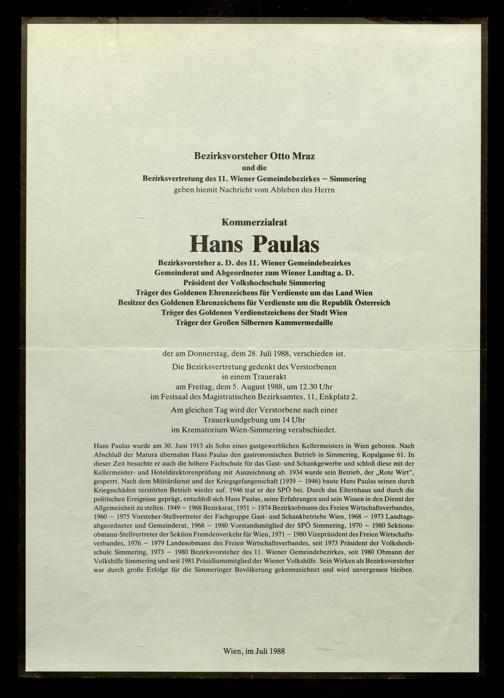 Bezirksvorsteher Otto Mraz
und die
Bezirksvertretung des 11. Wiener Gemeindebezirkes – Simmering
geben hiemit Nachricht vom Ableben des Herrn
Kommerzialrat
Hans Paulas
Bezirksvorsteher a. D. des 11. Wiener Gemeindebezirkes
Gemeinderat und Abgeordneter zum Wiener Landtag a. D.
Präsident der Volkshochschule Simmering
Träger des Goldenen Ehrenzeichens für Verdienste um das Land Wien
Besitzer des Goldenen Ehrenzeichens für Verdienste um die Republik Österreich
Träger des Goldenen Verdienstzeichens der Stadt Wien
Träger der Großen Silbernen Kammermedaille
der am Donnerstag, dem 28. Juli 1988, verschieden ist.
Die Bezirksvertretung gedenkt des Verstorbenen
in einem Trauerakt
am Freitag, dem 5. August 1988, um 12.30 Uhr
im Festsaal des Magistratischen Bezirksamtes, 11, Enkplatz 2.
Am gleichen Tag wird der Verstorbene nach einer
Trauerkundgebung um 14 Uhr
im Krematorium Wien-Simmering verabschiedet.
Hans Paulas wurde am 30. Juni 1913 als Sohn eines gastgewerblichen Kellermeisters in Wien geboren. Nach
Abschluß der Matura übernahm Hans Paulas den gastronomischen Betrieb in Simmering, Kopalgasse 61. In
dieser Zeit besuchte er auch die höhere Fachschule für das Gast- und Schankgewerbe und schloß diese mit der
Kellermeister- und Hoteldirektorenprüfung mit Auszeichnung ab. 1934 wurde sein Betrieb, der „Rote Wirt",
gesperrt. Nach dem Militärdienst und der Kriegsgefangenschaft (1939 – 1946) baute Hans Paulas seinen durch
Kriegsschäden zerstörten Betrieb wieder auf. 1946 trat er der SPÖ bei. Durch das Elternhaus und durch die
politischen Ereignisse geprägt, entschloß sich Hans Paulas, seine Erfahrungen und sein Wissen in den Dienst der
Allgemeinheit zu stellen. 1949 – 1968 Bezirksrat, 1951 – 1974 Bezirksobmann des Freien Wirtschaftsverbandes,
1960 – 1975 Vorsteher-Stellvertreter der Fachgruppe Gast- und Schankbetriebe Wien, 1968 – 1973 Landtags-
abgeordneter und Gemeinderat, 1968 – 1980 Vorstandsmitglied der SPÖ Simmering, 1970 – 1980 Sektions-
obmann-Stellvertreter der Sektion Fremdenverkehr für Wien, 1971 – 1980 Vizepräsident des Freien Wirtschafts-
verbandes, 1976 – 1979 Landesobmann des Freien Wirtschaftsverbandes, seit 1973 Präsident der Volkshoch-
schule Simmering, 1973 – 1980 Bezirksvorsteher des 11. Wiener Gemeindebezirkes, seit 1980 Obmann der
Volkshilfe Simmering und seit 1981 Präsidiumsmitglied der Wiener Volkshilfe. Sein Wirken als Bezirksvorsteher
war durch große Erfolge für die Simmeringer Bevölkerung gekennzeichnet und wird unvergessen bleiben.
Wien, im Juli 1988